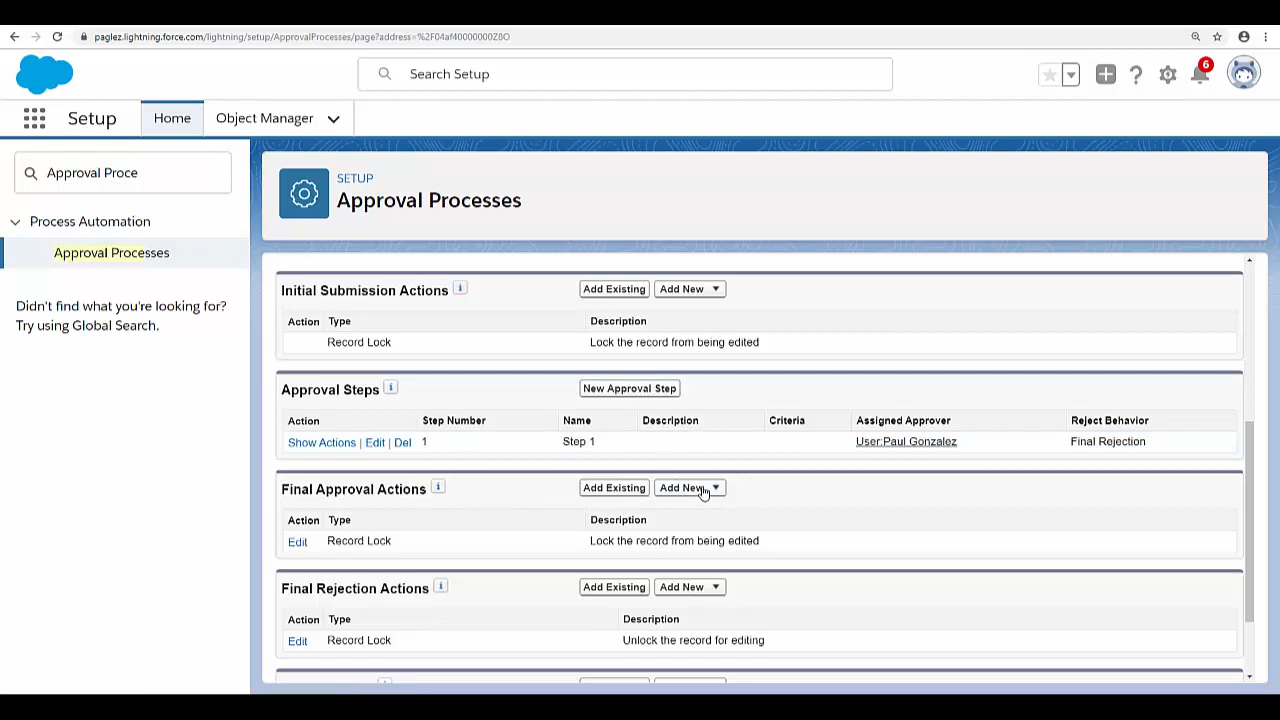 paglez.lightning.force.com/lightning/setup/ApprovalProcesses/page?address=%2F04af40000000Z8O
Search Setup
6
Setup
Home
Object Manager
Approval Proce
Process Automation
Approval Processes
Didn't find what you're looking for?
Try using Global Search.
SETUP
Approval Processes
Initial Submission Actions i Add Existing Add New
Action Type Description
Record Lock Lock the record from being edited
Approval Steps i New Approval Step
Action Step Number Name Description Criteria Assigned Approver Reject Behavior
Show Actions | Edit | Del 1 Step 1 User:Paul Gonzalez Final Rejection
Final Approval Actions i Add Existing Add New
Action Type Description
Edit Record Lock Lock the record from being edited
Final Rejection Actions i Add Existing Add New
Action Type Description
Edit Record Lock Unlock the record for editing